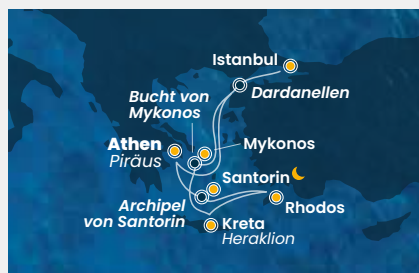 Istanbul
Dardanellen
Bucht von
Mykonos
Athen
Piräus
Mykonos
Santorin
Archipel
von Santorin
Rhodos
Kreta
Heraklion